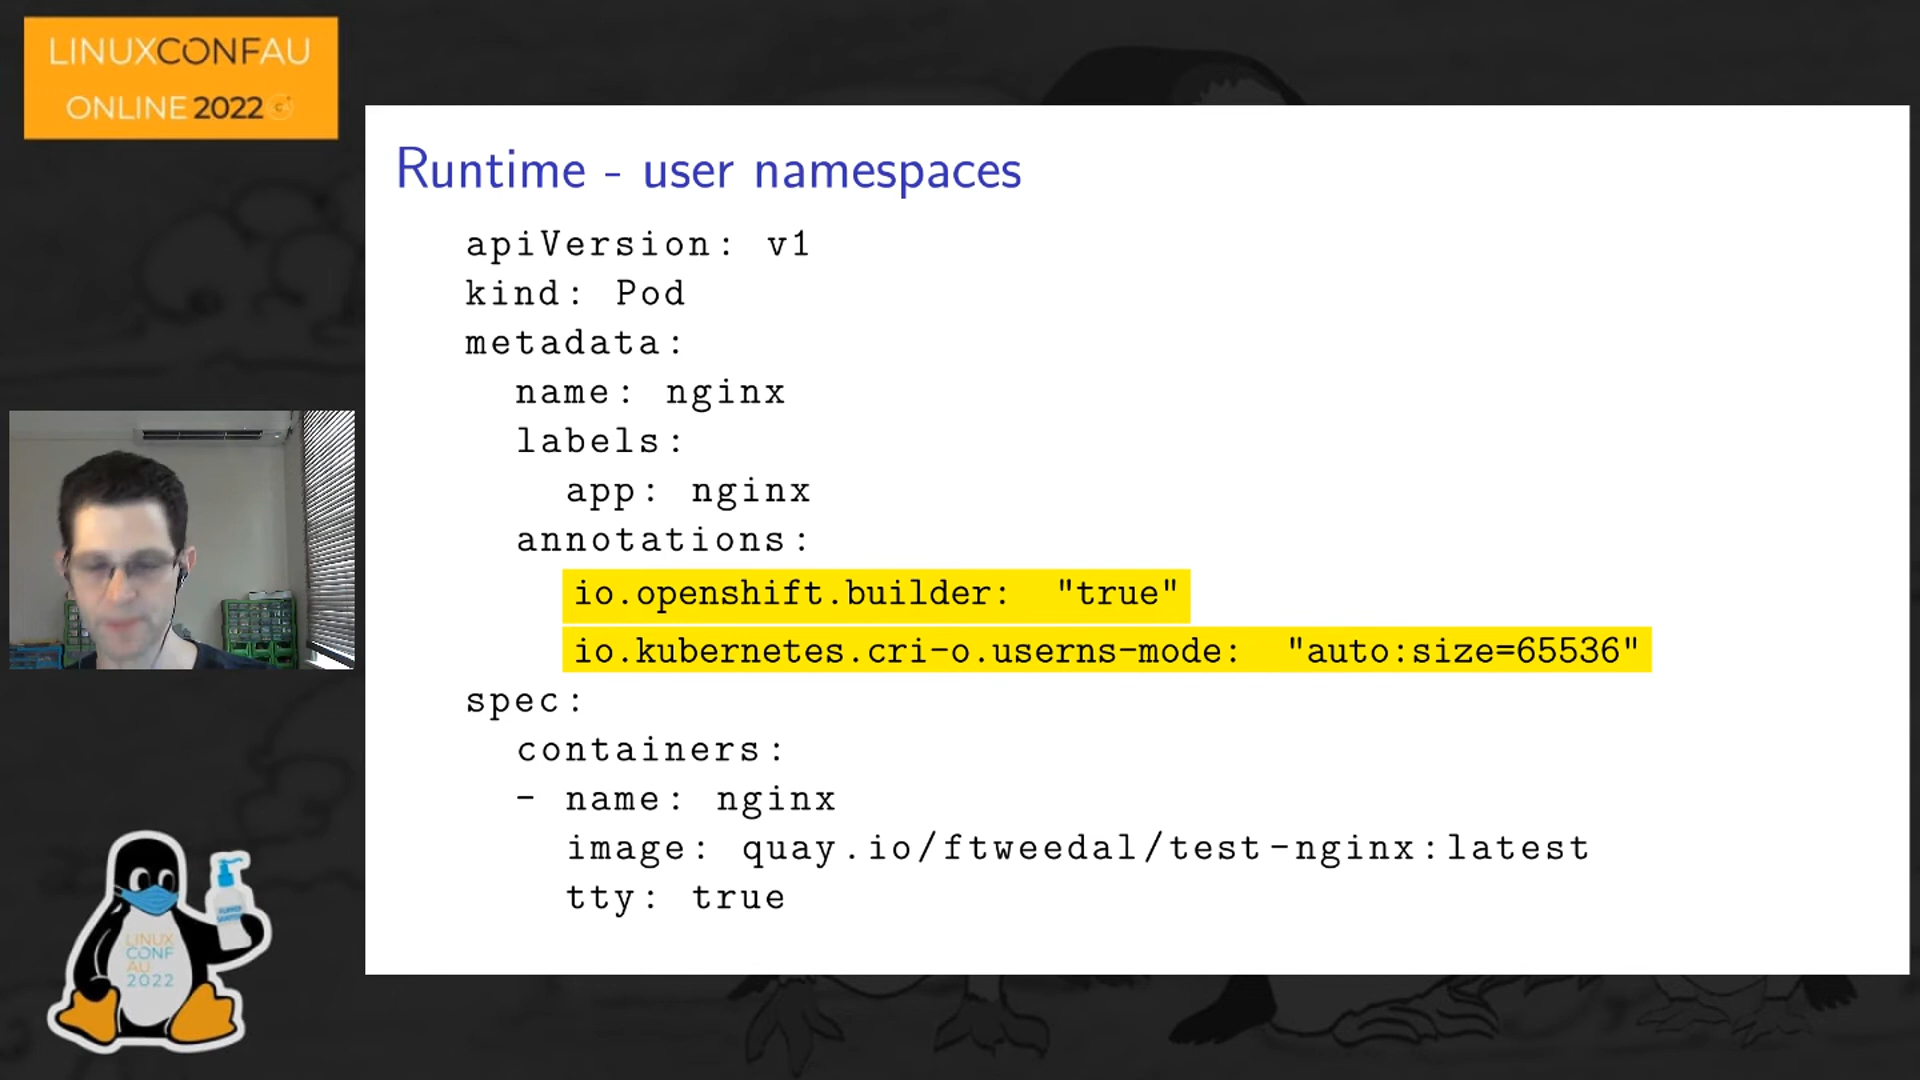 LINUXCONFAU
ONLINE 2022
Runtime - user namespaces
apiVersion: v1
kind: Pod
metadata:
name: nginx
labels:
app: nginx
annotations:
io.openshift.builder: "true"
io.kubernetes.cri-o.userns-mode: "auto:size=65536"
spec:
containers:
- name: nginx
image: quay.io/ftweedal/test-nginx:latest
tty: true
LINUX
CONF
AU
2022